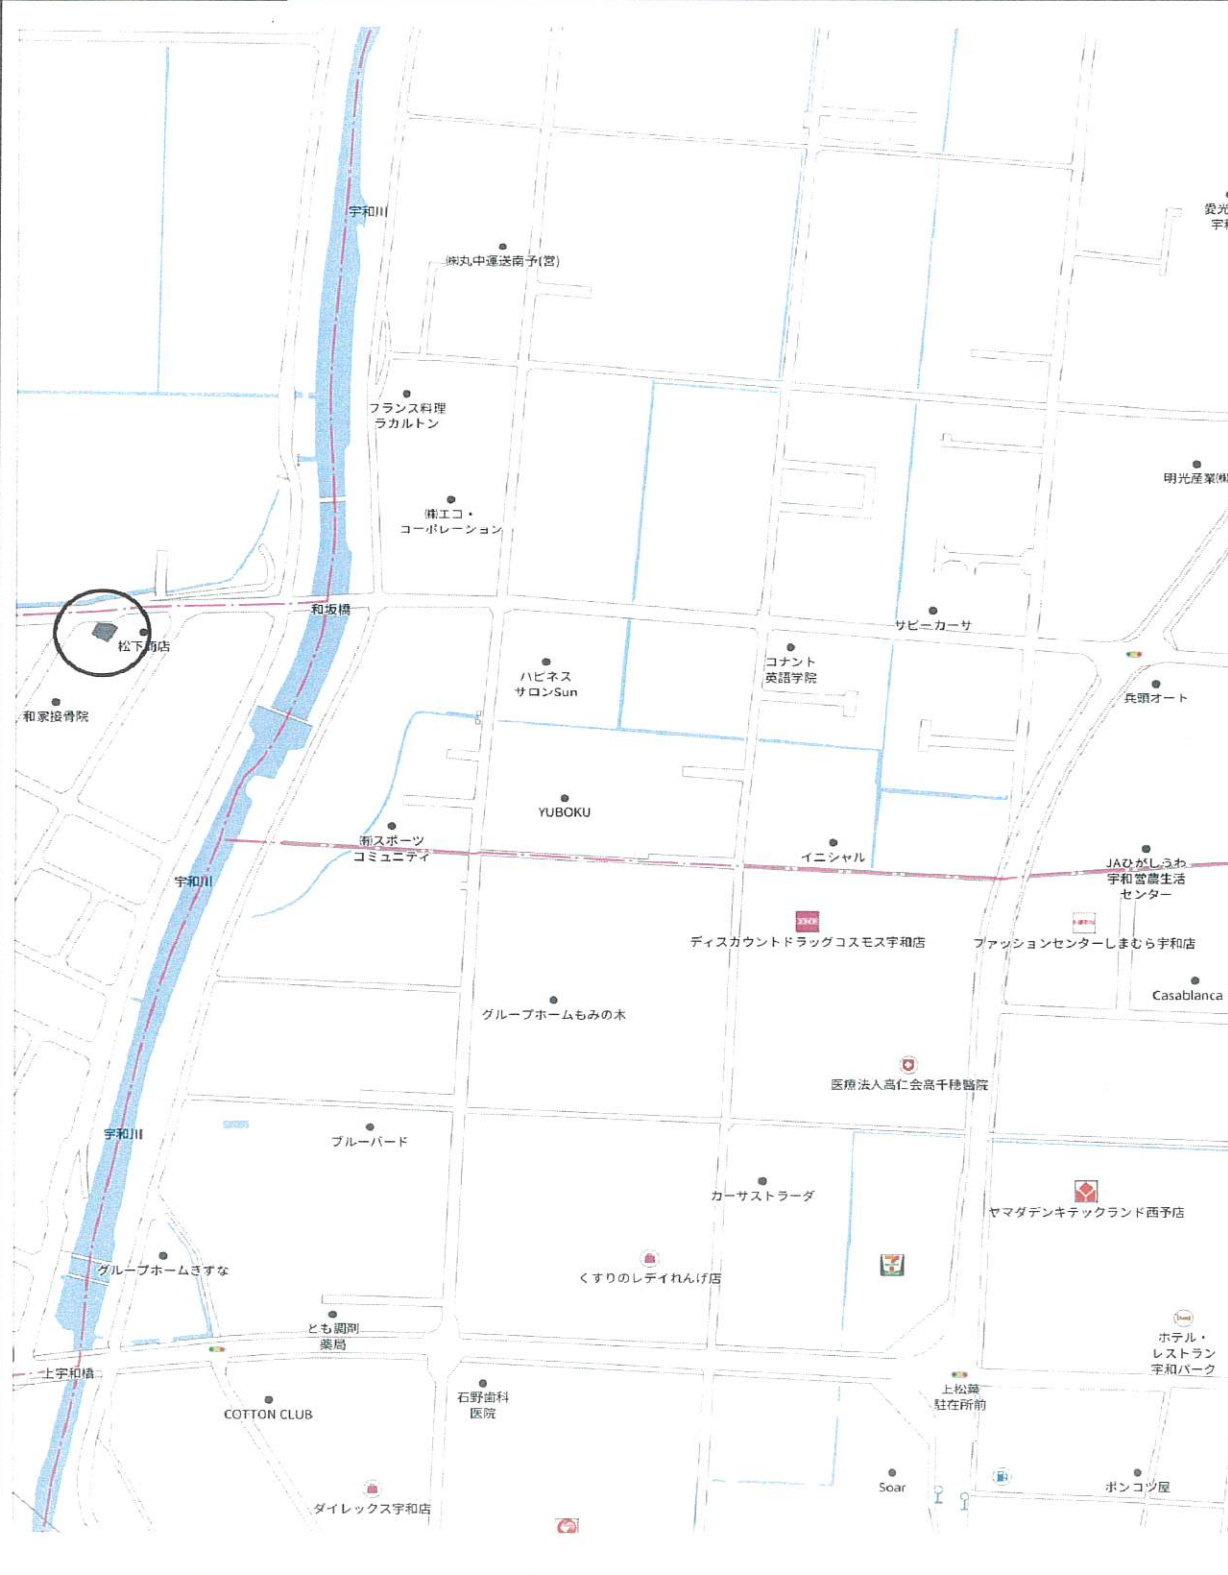 宇和川
愛光
㈱丸中運送南予(営)
フランス料理
ラカルトン
明光産業㈱
㈱エコ・
コーポレーション
和坂橋
サビーカーサ
松下商店
コナント
英語学院
ハピネス
サロンSun
兵頭オート
和家接骨院
YUBOKU
㈲スポーツ
コミュニティ
イニシャル
JAひがしうわ
宇和営農生活
センター
宇和川
ディスカウントドラッグコスモス宇和店
ファッションセンターしまむら宇和店
Casablanca
グループホームもみの木
医療法人高仁会高千穂醫院
宇和川
ブルーバード
カーサストラーダ
ヤマダデンキテックランド西予店
グループホームきずな
くすりのレデイれんげ店
7
とも調剤
薬局
ホテル・
レストラン
宇和パーク
上宇和橋
上松葉
駐在所前
石野歯科
医院
COTTON CLUB
Soar
ポンコツ屋
ダイレックス宇和店